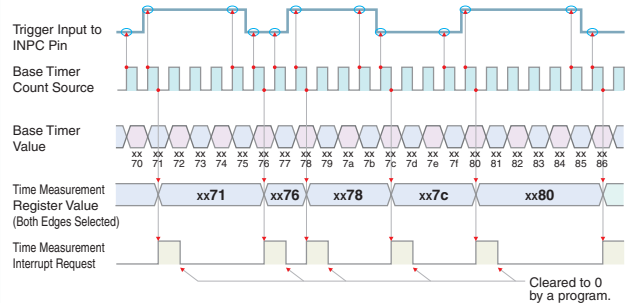 Trigger Input to
INPC Pin
Base Timer
Count Source
Base Timer
Value
xx xx xx xx xx xx xx xx xx xx xx xx xx xx xx xx xx xx xx xx xx xx xx
70 71 72 73 74 75 76 77 78 79 7a 7b 7c 7d 7e 7f 80 81 82 83 84 85 86
Time Measurement
Register Value
(Both Edges Selected)
xx71 xx76 xx78 xx7c xx80
Time Measurement
Interrupt Request
Cleared to 0
by a program.